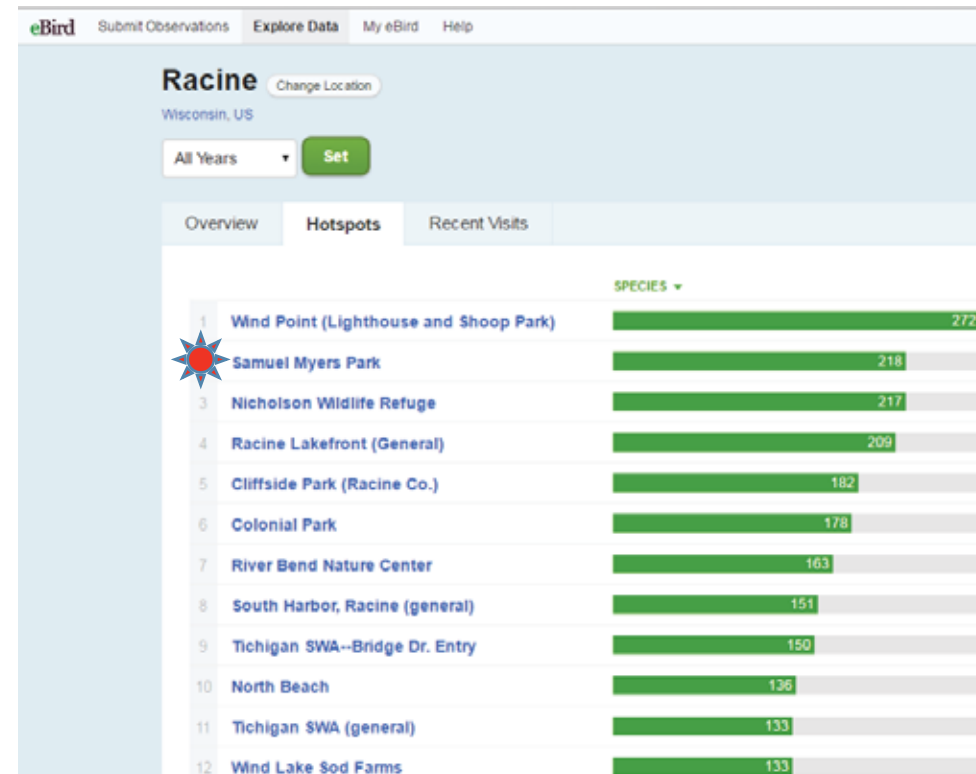 eBird Submit Observations Explore Data My eBird Help
Racine Change Location
Wisconsin, US
All Years Set
Overview Hotspots Recent Visits
SPECIES
1 Wind Point (Lighthouse and Shoop Park) 272
Samuel Myers Park 218
3 Nicholson Wildlife Refuge 217
4 Racine Lakefront (General) 209
5 Cliffside Park (Racine Co.) 182
6 Colonial Park 178
7 River Bend Nature Center 163
8 South Harbor, Racine (general) 151
9 Tichigan SWA--Bridge Dr. Entry 150
10 North Beach 136
11 Tichigan SWA (general) 133
12 Wind Lake Sod Farms 133